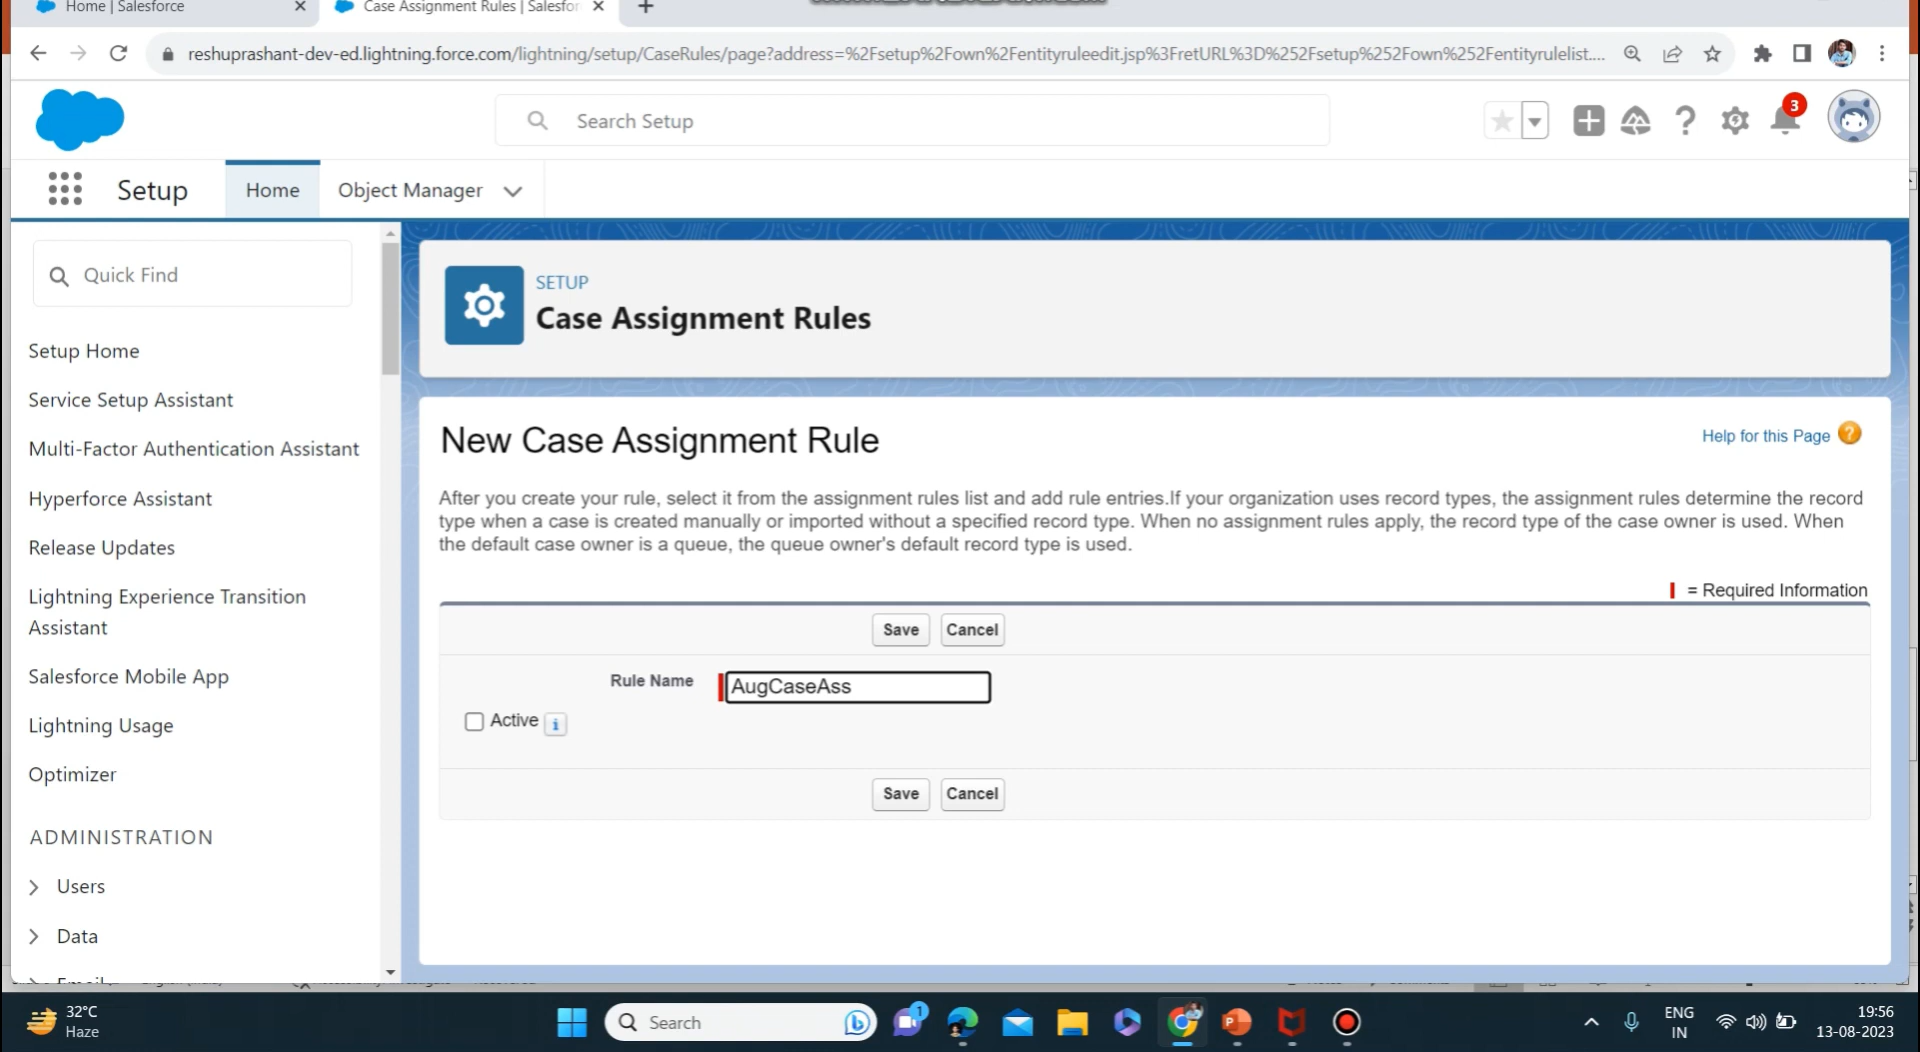 Home | Salesforce
Case Assignment Rules | Salesfor
reshuprashant-dev-ed.lightning.force.com/lightning/setup/CaseRules/page?address=%2Fsetup%2Fown%2Fentityruleedit.jsp%3FretURL%3D%252Fsetup%252Fown%252Fentityrulelist....
Search Setup
3
Setup
Home
Object Manager
Quick Find
Setup Home
Service Setup Assistant
Multi-Factor Authentication Assistant
Hyperforce Assistant
Release Updates
Lightning Experience Transition
Assistant
Salesforce Mobile App
Lightning Usage
Optimizer
ADMINISTRATION
Users
Data
SETUP
Case Assignment Rules
New Case Assignment Rule
Help for this Page ?
After you create your rule, select it from the assignment rules list and add rule entries.If your organization uses record types, the assignment rules determine the record
type when a case is created manually or imported without a specified record type. When no assignment rules apply, the record type of the case owner is used. When
the default case owner is a queue, the queue owner's default record type is used.
= Required Information
Save Cancel
Rule Name AugCaseAss
Active i
Save Cancel
32°C
Haze
Search
1
ENG
IN
19:56
13-08-2023